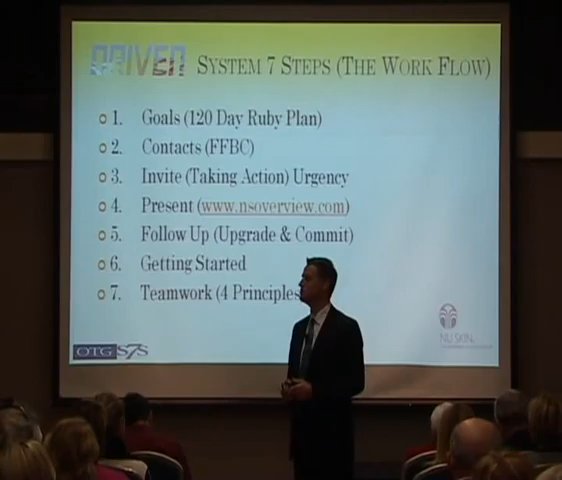 DRIVEN SYSTEM 7 STEPS (THE WORK FLOW)
1. Goals (120 Day Ruby Plan)
2. Contacts (FFBC)
3. Invite (Taking Action) Urgency
4. Present (www.nsoverview.com)
5. Follow Up (Upgrade & Commit)
6. Getting Started
7. Teamwork (4 Principles
OTG S7S
NU SKIN